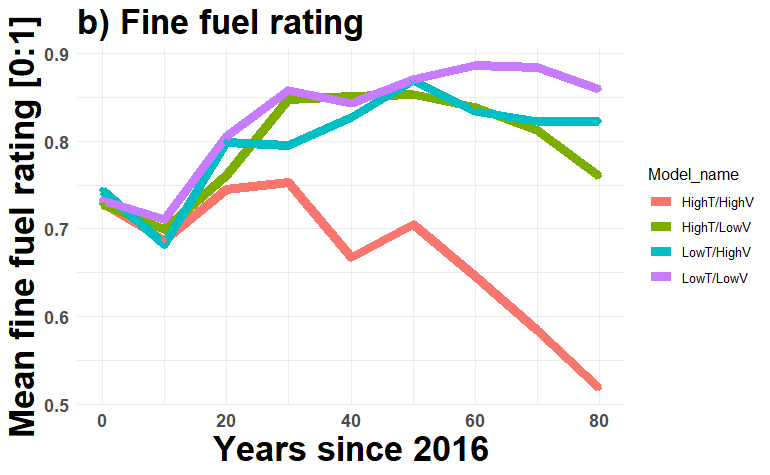 b) Fine fuel rating
Mean fine fuel rating [0:1]
0.9
0.8
0.7
0.6
0.5
0
20
40
60
80
Years since 2016
Model_name
HighT/HighV
HighT/LowV
LowT/HighV
LowT/LowV